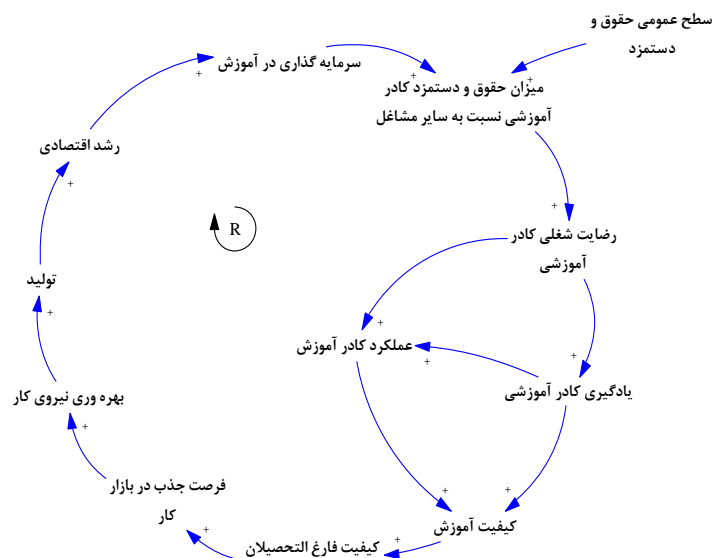 سطح عمومی حقوق و
دستمزد
سرمایه گذاری در آموزش
+
+
+
میزان حقوق و دستمزد کادر
آموزشی نسبت به سایر مشاغل
رشد اقتصادی
+
+
رضایت شغلی کادر
آموزشی
R
تولید
+
+
عملکرد کادر آموزش
+
+
یادگیری کادر آموزشی
بهره وری نیروی کار
+
فرصت جذب در بازار
کار
+
+
+
کیفیت آموزش
+
کیفیت فارغ التحصیلان